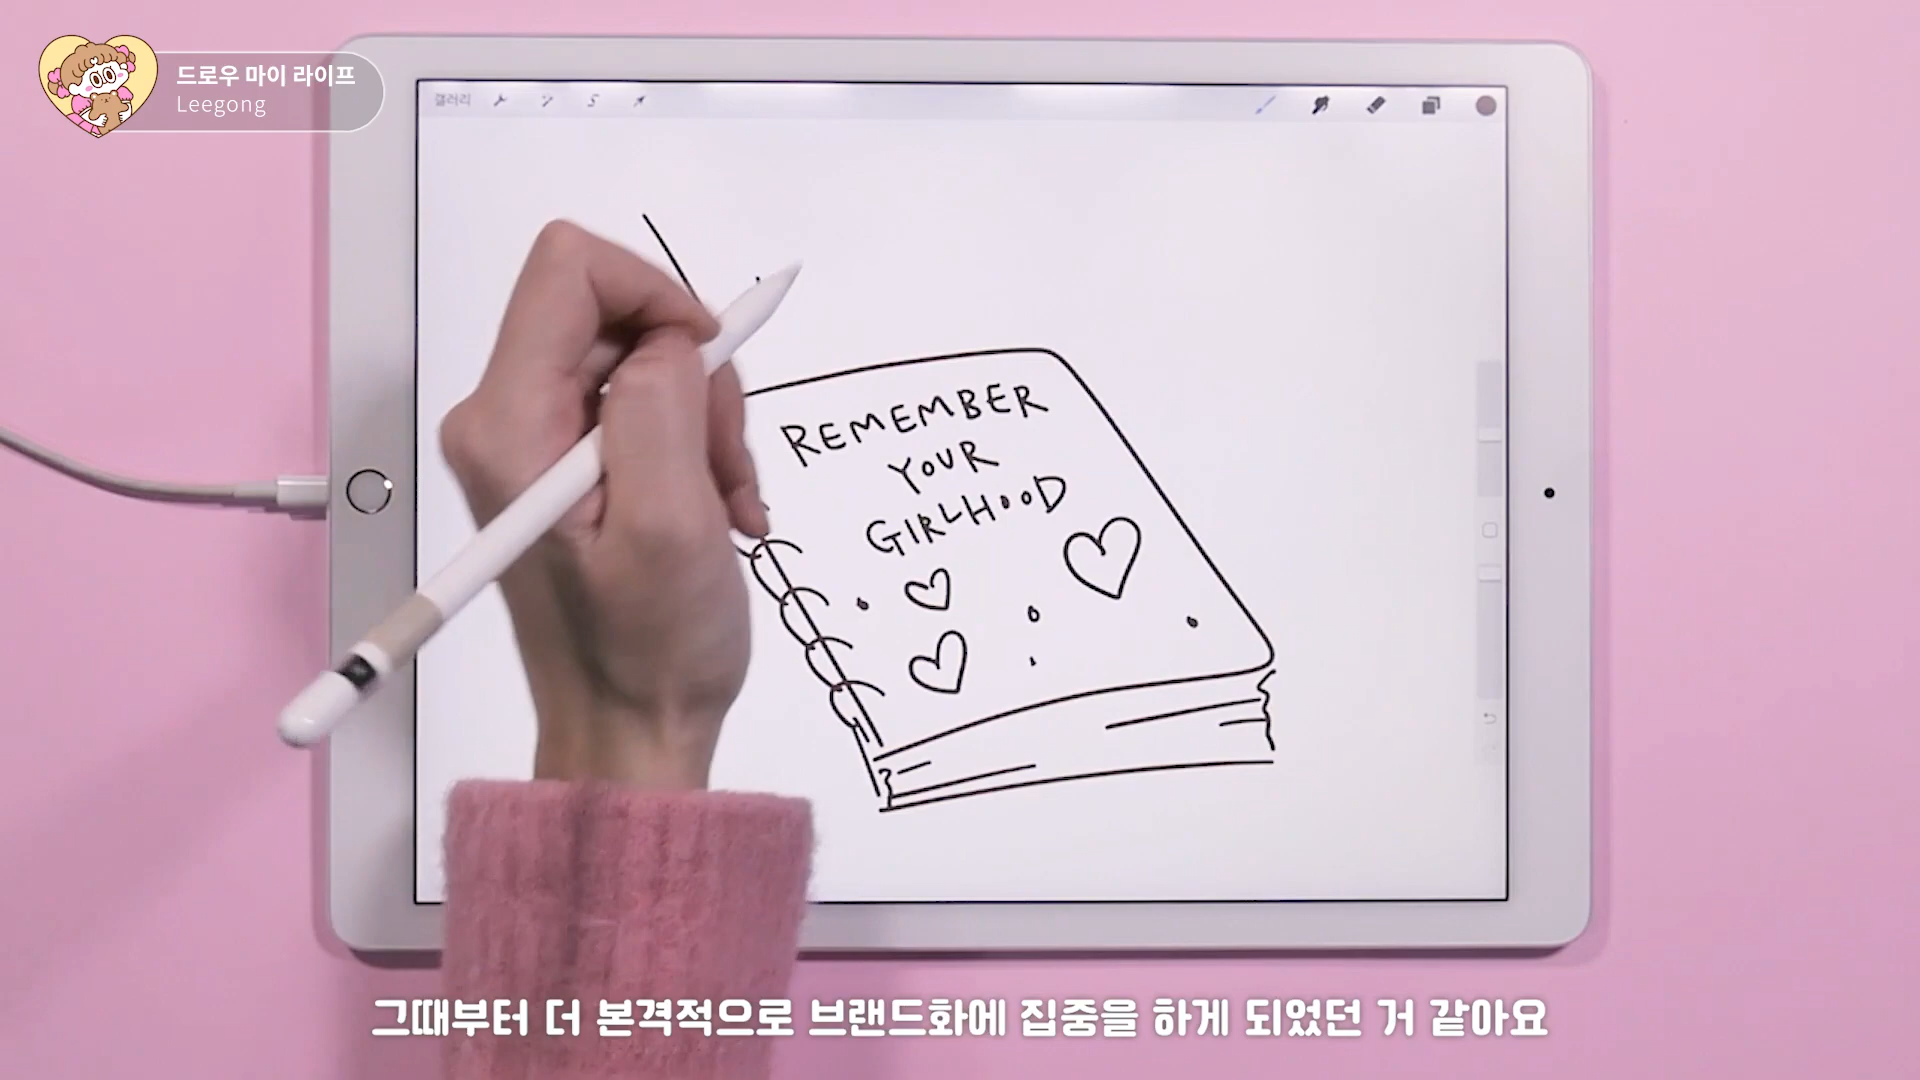 드로우 마이 라이프
Leegong
갤러리
REMEMBER
YOUR
GIRLHOOD
그때부터 더 본격적으로 브랜드화에 집중을 하게 되었던 거 같아요